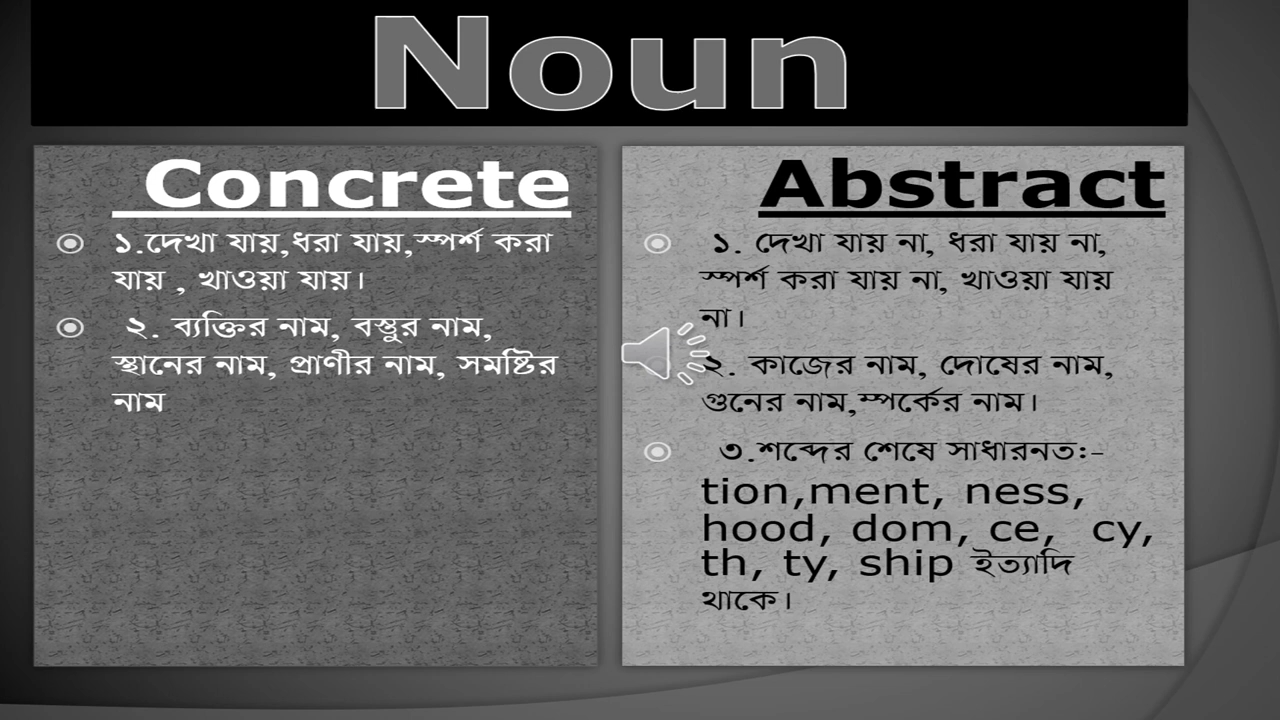 Noun
Concrete
১.দেখা যায়,ধরা যায়,স্পর্শ করা
যায় , খাওয়া যায়।
২. ব্যক্তির নাম, বস্তুর নাম,
স্থানের নাম, প্রাণীর নাম, সমষ্টির
নাম
Abstract
১. দেখা যায় না, ধরা যায় না,
স্পর্শ করা যায় না, খাওয়া যায়
না।
২. কাজের নাম, দোষের নাম,
গুনের নাম,ম্পর্কের নাম।
৩.শব্দের শেষে সাধারনতঃ-
tion,ment, ness,
hood, dom, ce, cy,
th, ty, ship ইত্যাদি
থাকে।